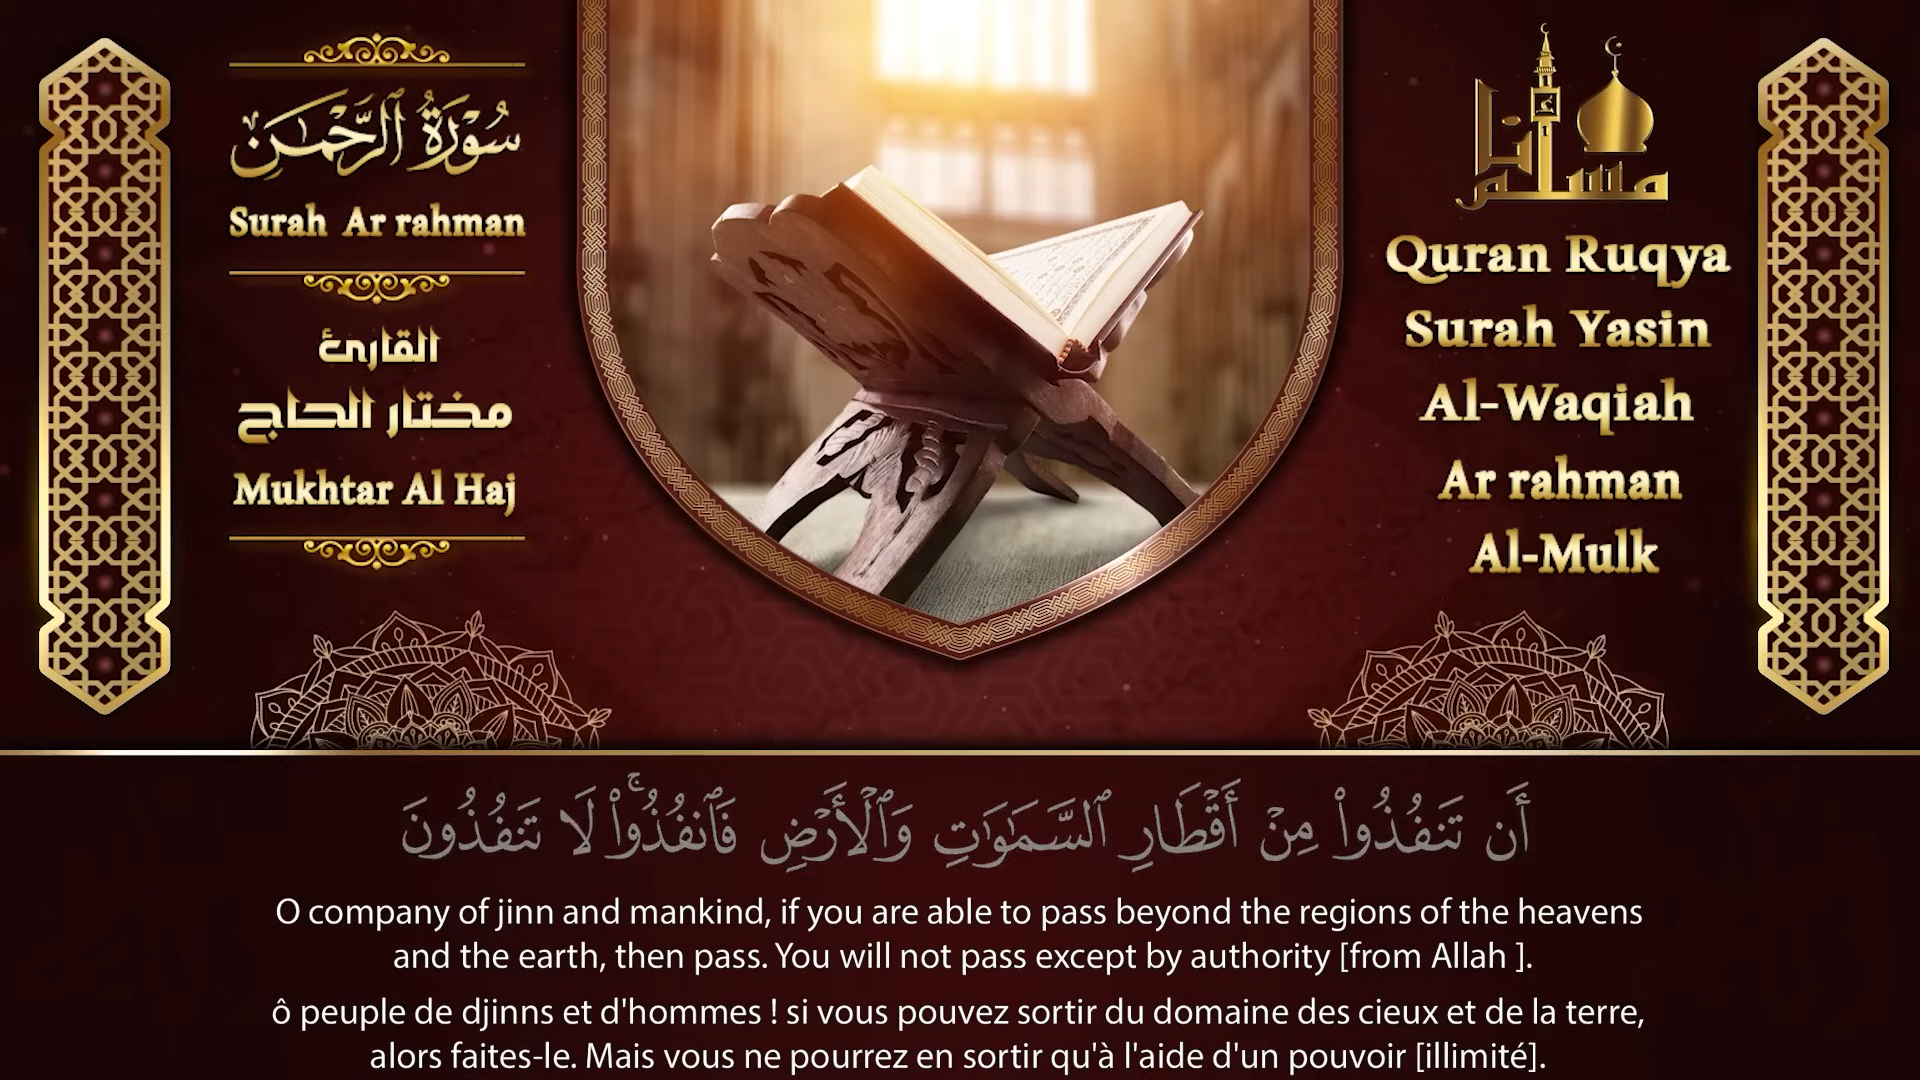 سُورَةُ الرَّحْمَٰن
Surah Ar rahman
القارئ
مختار الحاج
Mukhtar Al Haj
أنا
مسلم
Quran Ruqya
Surah Yasin
Al-Waqiah
Ar rahman
Al-Mulk
أَن تَنفُذُوا۟ مِنْ أَقْطَارِ ٱلسَّمَٰوَٰتِ وَٱلْأَرْضِ فَٱنفُذُوا۟ ۚ لَا تَنفُذُونَ
O company of jinn and mankind, if you are able to pass beyond the regions of the heavens
and the earth, then pass. You will not pass except by authority [from Allah ].
ô peuple de djinns et d'hommes ! si vous pouvez sortir du domaine des cieux et de la terre,
alors faites-le. Mais vous ne pourrez en sortir qu'à l'aide d'un pouvoir [illimité].